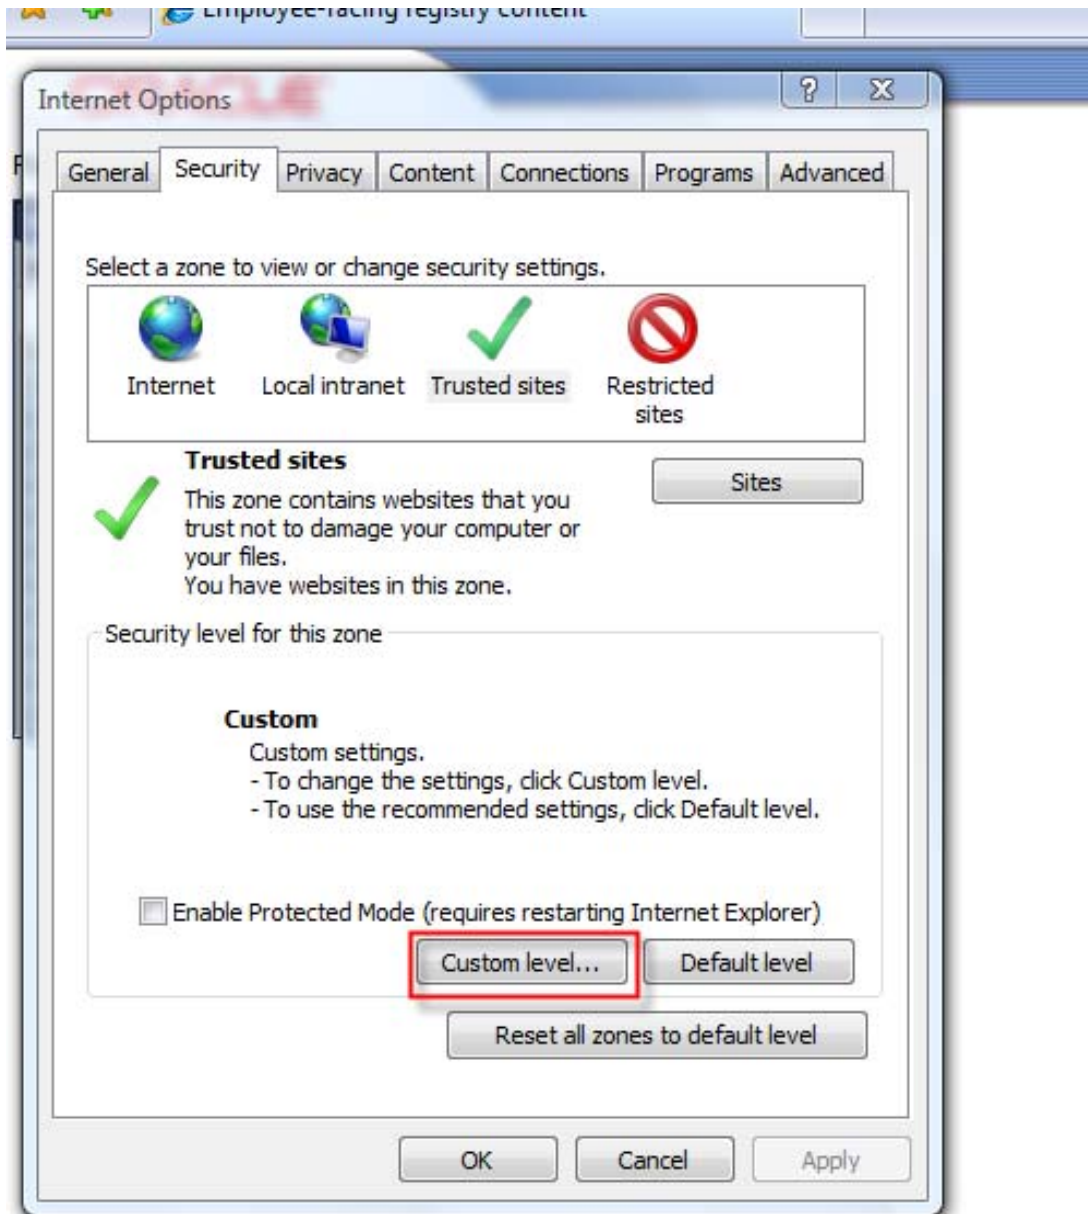 Employee-facing registry content
Internet Options
General Security Privacy Content Connections Programs Advanced
Select a zone to view or change security settings.
Internet Local intranet Trusted sites Restricted
sites
Trusted sites
Sites
This zone contains websites that you
trust not to damage your computer or
your files.
You have websites in this zone.
Security level for this zone
Custom
Custom settings.
- To change the settings, click Custom level.
- To use the recommended settings, click Default level.
Enable Protected Mode (requires restarting Internet Explorer)
Custom level... Default level
Reset all zones to default level
OK Cancel Apply